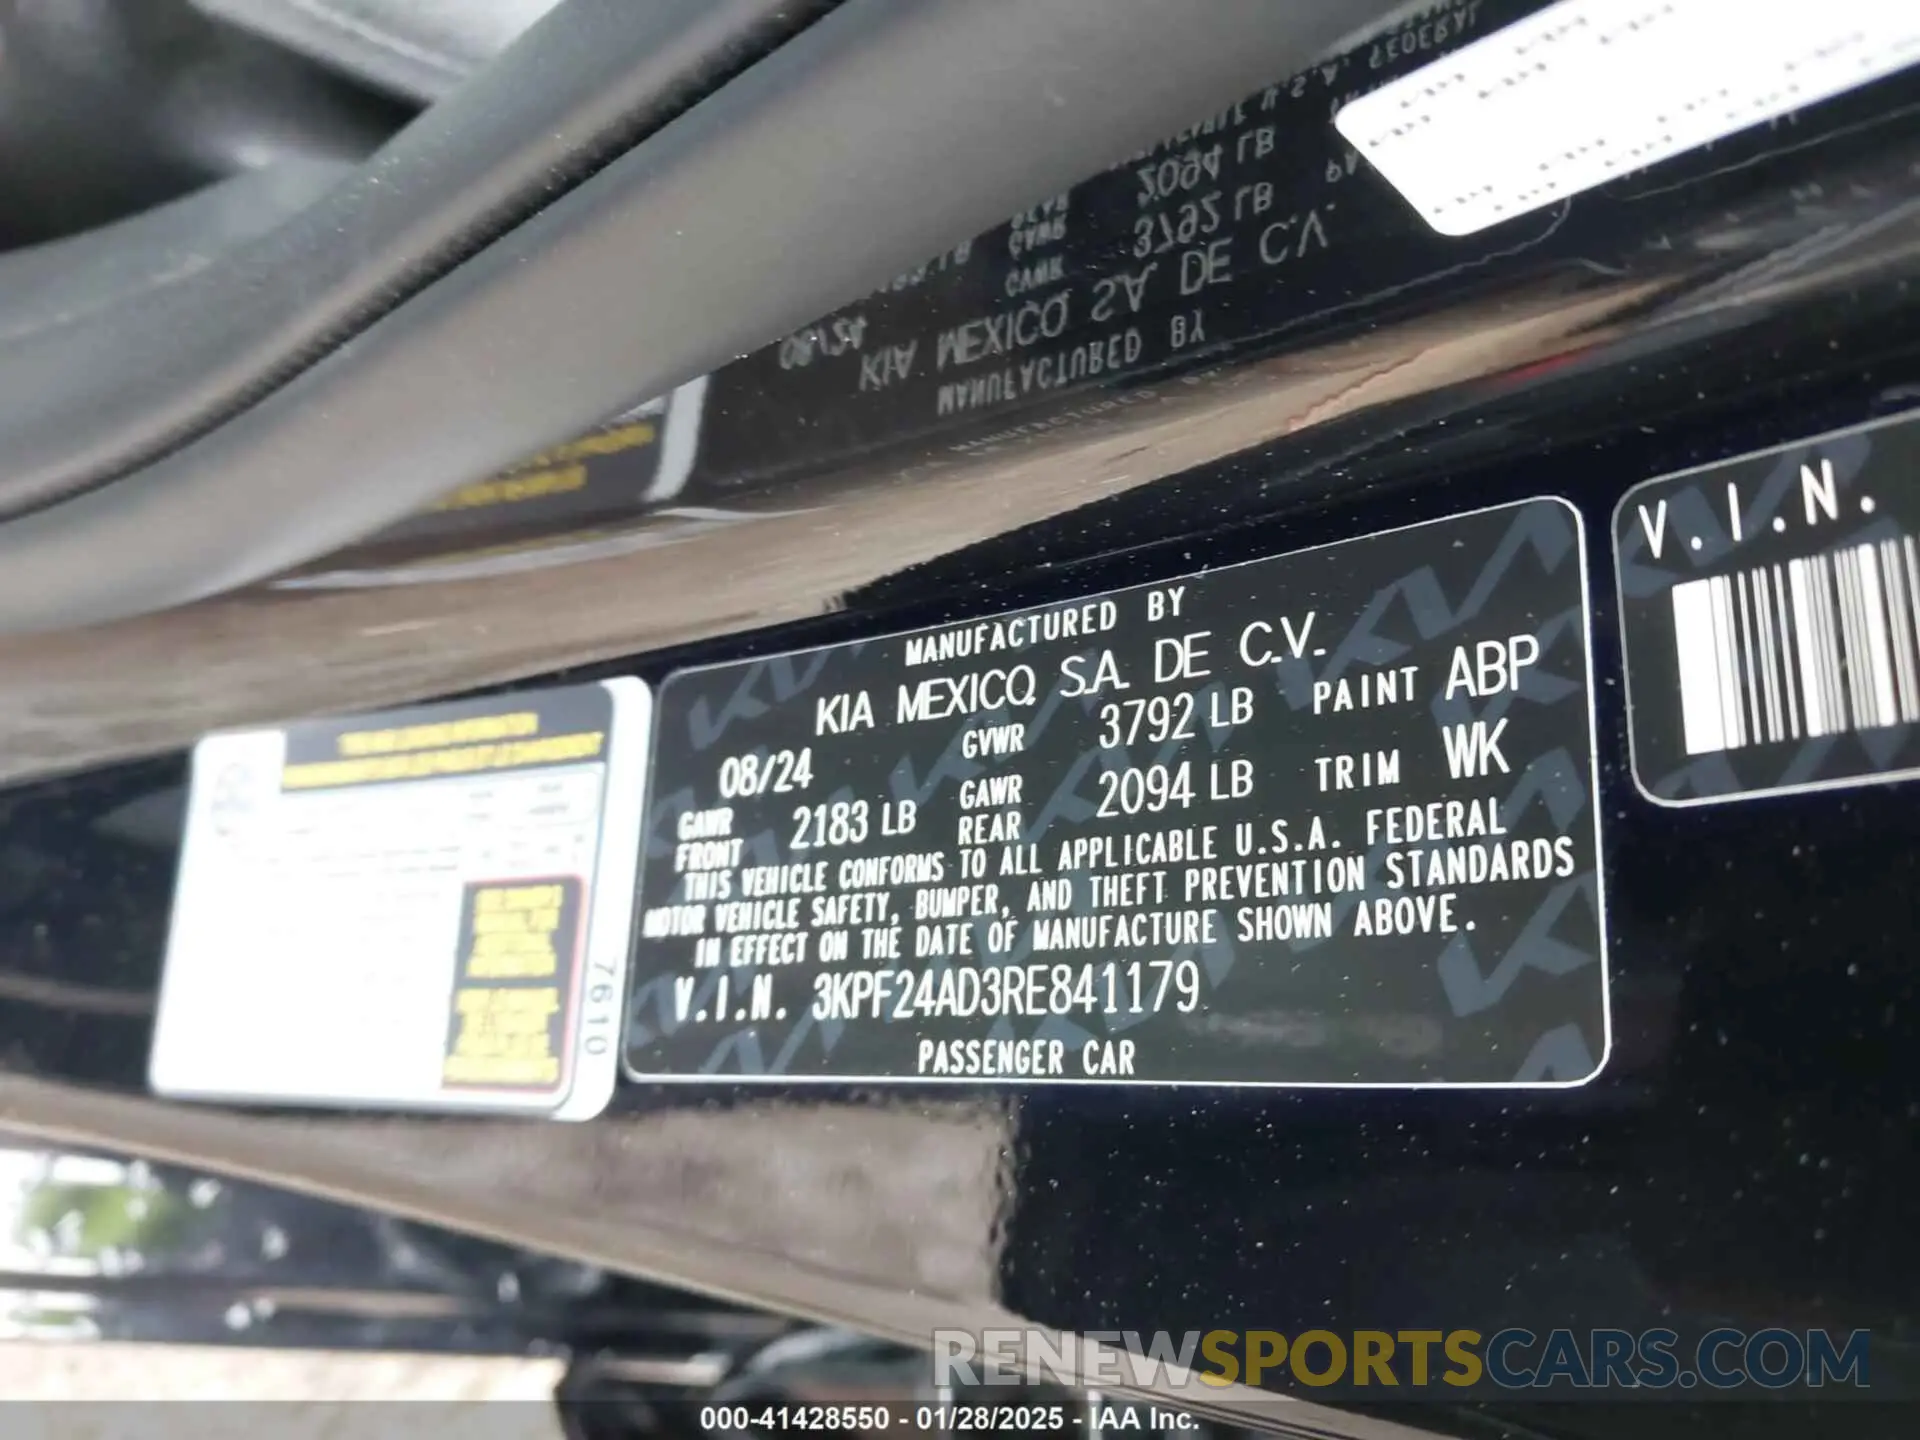 MANUFACTURED BY
KIA MEXICO, S.A. DE C.V.
08/24 GVWR 3792 LB PAINT ABP
GAWR FRONT 2183 LB GAWR REAR 2094 LB TRIM WK
THIS VEHICLE CONFORMS TO ALL APPLICABLE U.S.A. FEDERAL
MOTOR VEHICLE SAFETY, BUMPER, AND THEFT PREVENTION STANDARDS
IN EFFECT ON THE DATE OF MANUFACTURE SHOWN ABOVE.
V.I.N. 3KPF24AD3RE841179
PASSENGER CAR
V.I.N.
7610
RENEWSPORTSCARS.COM
000-41428550 - 01/28/2025 - IAA Inc.